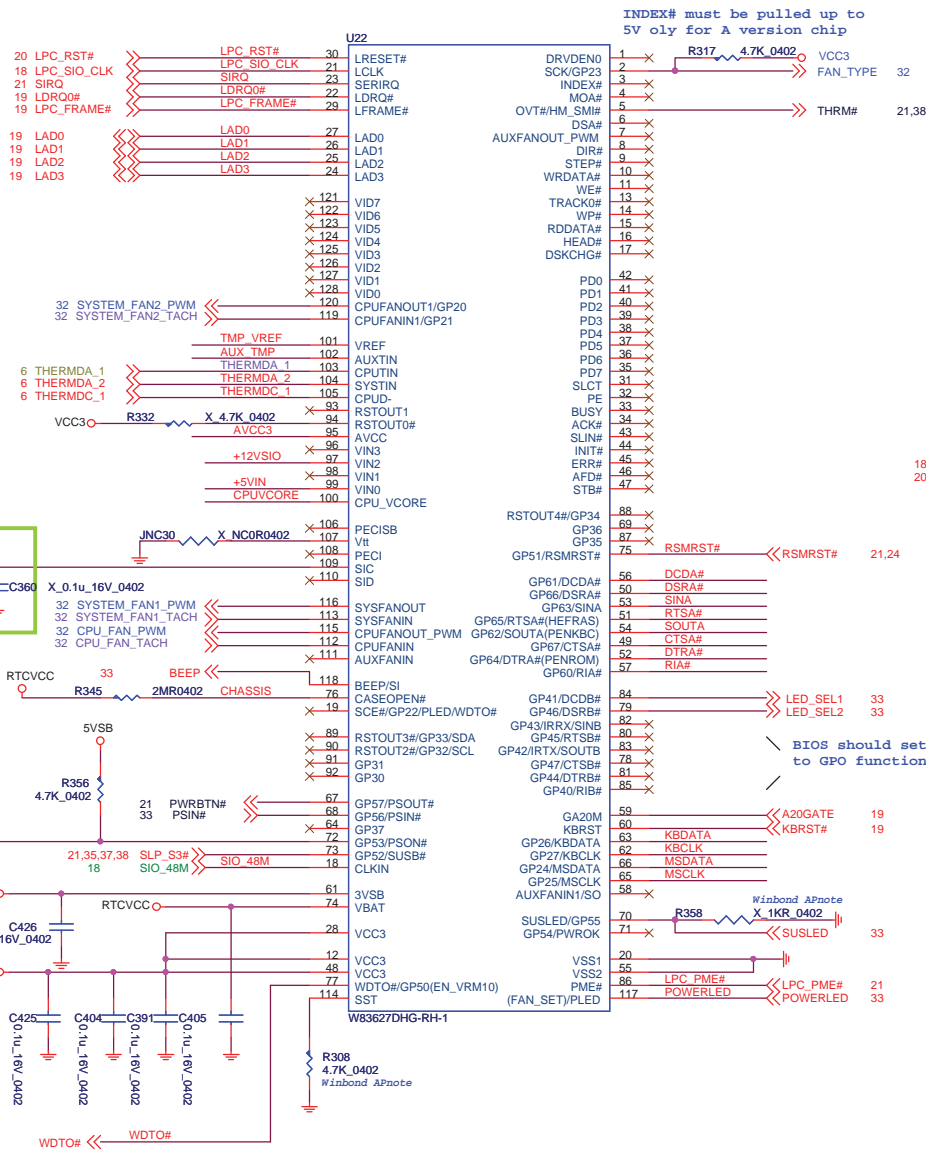 INDEX# must be pulled up to
5V oly for A version chip
U22
20 LPC_RST# LPC_RST# 30 LRESET#
18 LPC_SIO_CLK LPC_SIO_CLK 21 LCLK
21 SIRQ SIRQ 23 SERIRQ
19 LDRQ0# LDRQ0# 22 LDRQ#
19 LPC_FRAME# LPC_FRAME# 29 LFRAME#
19 LAD0 LAD0 27 LAD0
19 LAD1 LAD1 26 LAD1
19 LAD2 LAD2 25 LAD2
19 LAD3 LAD3 24 LAD3
121 VID7
122 VID6
123 VID5
124 VID4
125 VID3
126 VID2
127 VID1
128 VID0
32 SYSTEM_FAN2_PWM 120 CPUFANOUT1/GP20
32 SYSTEM_FAN2_TACH 119 CPUFANIN1/GP21
TMP_VREF 101 VREF
AUX_TMP 102 AUXTIN
6 THERMDA_1 THERMDA_1 103 CPUTIN
6 THERMDA_2 THERMDA_2 104 SYSTIN
6 THERMDC_1 THERMDC_1 105 CPUD-
93 RSTOUT1
VCC3 R332 X_4.7K_0402 94 RSTOUT0#
AVCC3 95 AVCC
96 VIN3
+12VSIO 97 VIN2
98 VIN1
+5VIN 99 VIN0
CPUVCORE 100 CPU_VCORE
106 PECISB
JNC30 X_NC0R0402 107 Vtt
108 PECI
109 SIC
110 SID
C360 X_0.1u_16V_0402
32 SYSTEM_FAN1_PWM 116 SYSFANOUT
32 SYSTEM_FAN1_TACH 113 SYSFANIN
32 CPU_FAN_PWM 115 CPUFANOUT_PWM
32 CPU_FAN_TACH 112 CPUFANIN
111 AUXFANIN
RTCVCC
33 BEEP 118 BEEP/SI
R345 2MR0402 CHASSIS 76 CASEOPEN#
19 SCE#/GP22/PLED/WDTO#
5VSB
89 RSTOUT3#/GP33/SDA
90 RSTOUT2#/GP32/SCL
91 GP31
92 GP30
R356
4.7K_0402
21 PWRBTN# 67 GP57/PSOUT#
33 PSIN# 68 GP56/PSIN#
64 GP37
72 GP53/PSON#
21,35,37,38 SLP_S3# 73 GP52/SUSB#
18 SIO_48M SIO_48M 18 CLKIN
61 3VSB
RTCVCC 74 VBAT
C426
16V_0402
28 VCC3
12 VCC3
48 VCC3
77 WDTO#/GP50(EN_VRM10)
114 SST
W83627DHG-RH-1
C425 C404 C391 C405
0.1u_16V_0402
0.1u_16V_0402
0.1u_16V_0402
0.1u_16V_0402
R308
4.7K_0402
Winbond APnote
WDTO# WDTO#
DRVDEN0 1
SCK/GP23 2 R317 4.7K_0402 VCC3
FAN_TYPE 32
INDEX# 3
MOA# 4
OVT#/HM_SMI# 5 THRM# 21,38
DSA# 6
AUXFANOUT_PWM 7
DIR# 8
STEP# 9
WRDATA# 10
WE# 11
TRACK0# 13
WP# 14
RDDATA# 15
HEAD# 16
DSKCHG# 17
PD0 42
PD1 41
PD2 40
PD3 39
PD4 38
PD5 37
PD6 36
PD7 35
SLCT 31
PE 32
BUSY 33
ACK# 34
SLIN# 43
INIT# 44
ERR# 45
AFD# 46
STB# 47
18
20
RSTOUT4#/GP34 88
GP36 69
GP35 87
GP51/RSMRST# 75 RSMRST# RSMRST# 21,24
GP61/DCDA# 56 DCDA#
GP66/DSRA# 50 DSRA#
GP63/SINA 53 SINA
GP65/RTSA#(HEFRAS) 51 RTSA#
GP62/SOUTA(PENKBC) 54 SOUTA
GP67/CTSA# 49 CTSA#
GP64/DTRA#(PENROM) 52 DTRA#
GP60/RIA# 57 RIA#
GP41/DCDB# 84 LED_SEL1 33
GP46/DSRB# 79 LED_SEL2 33
GP43/IRRX/SINB 82
GP45/RTSB# 80
GP42/IRTX/SOUTB 83
GP47/CTSB# 78
GP44/DTRB# 81
GP40/RIB# 85
BIOS should set
to GPO function
GA20M 59 A20GATE 19
KBRST 60 KBRST# 19
GP26/KBDATA 63 KBDATA
GP27/KBCLK 62 KBCLK
GP24/MSDATA 66 MSDATA
GP25/MSCLK 65 MSCLK
AUXFANIN1/SO 58
Winbond APnote
SUSLED/GP55 70 R358 X_1KR_0402
GP54/PWROK 71 SUSLED 33
VSS1 20
VSS2 55
PME# 86 LPC_PME# LPC_PME# 21
(FAN_SET)/PLED 117 POWERLED POWERLED 33